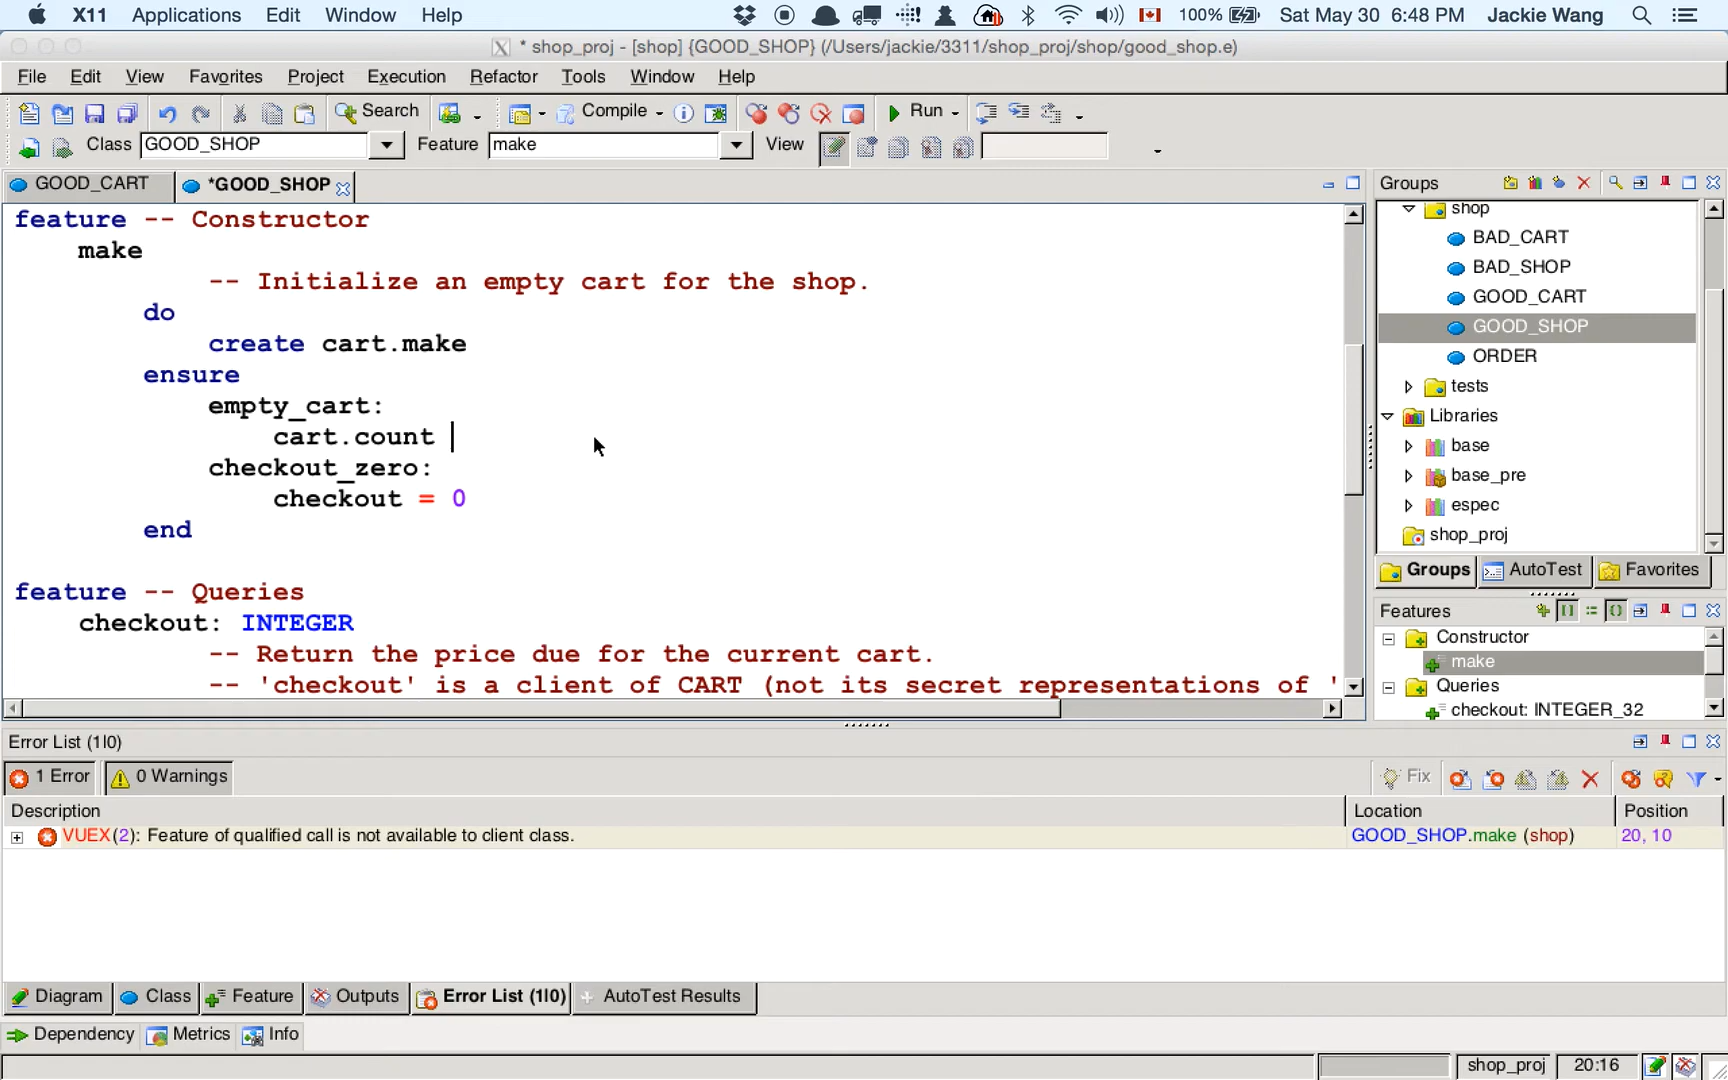 X11 Applications Edit Window Help 100% Sat May 30 6:48 PM Jackie Wang
* shop_proj - [shop] {GOOD_SHOP} (/Users/jackie/3311/shop_proj/shop/good_shop.e)
File Edit View Favorites Project Execution Refactor Tools Window Help
Search Compile Run
Class GOOD_SHOP Feature make View
GOOD_CART *GOOD_SHOP
feature -- Constructor
make
-- Initialize an empty cart for the shop.
do
create cart.make
ensure
empty_cart:
cart.count
checkout_zero:
checkout = 0
end
feature -- Queries
checkout: INTEGER
-- Return the price due for the current cart.
-- 'checkout' is a client of CART (not its secret representations of '
Groups
shop
BAD_CART
BAD_SHOP
GOOD_CART
GOOD_SHOP
ORDER
tests
Libraries
base
base_pre
espec
shop_proj
Groups AutoTest Favorites
Features
Constructor
make
Queries
checkout: INTEGER_32
Error List (1|0)
1 Error 0 Warnings Fix
Description Location Position
VUEX(2): Feature of qualified call is not available to client class. GOOD_SHOP.make (shop) 20, 10
Diagram Class Feature Outputs Error List (1|0) AutoTest Results
Dependency Metrics Info
shop_proj 20:16